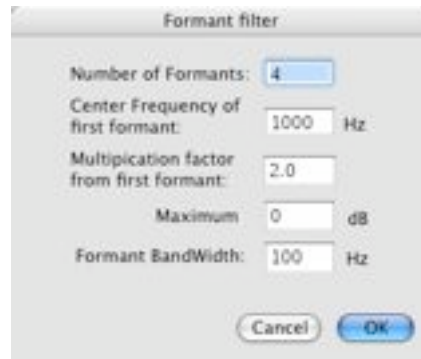 Formant filter
Number of Formants: 4
Center Frequency of
first formant: 1000 Hz
Multipication factor
from first formant: 2.0
Maximum 0 dB
Formant BandWidth: 100 Hz
Cancel OK